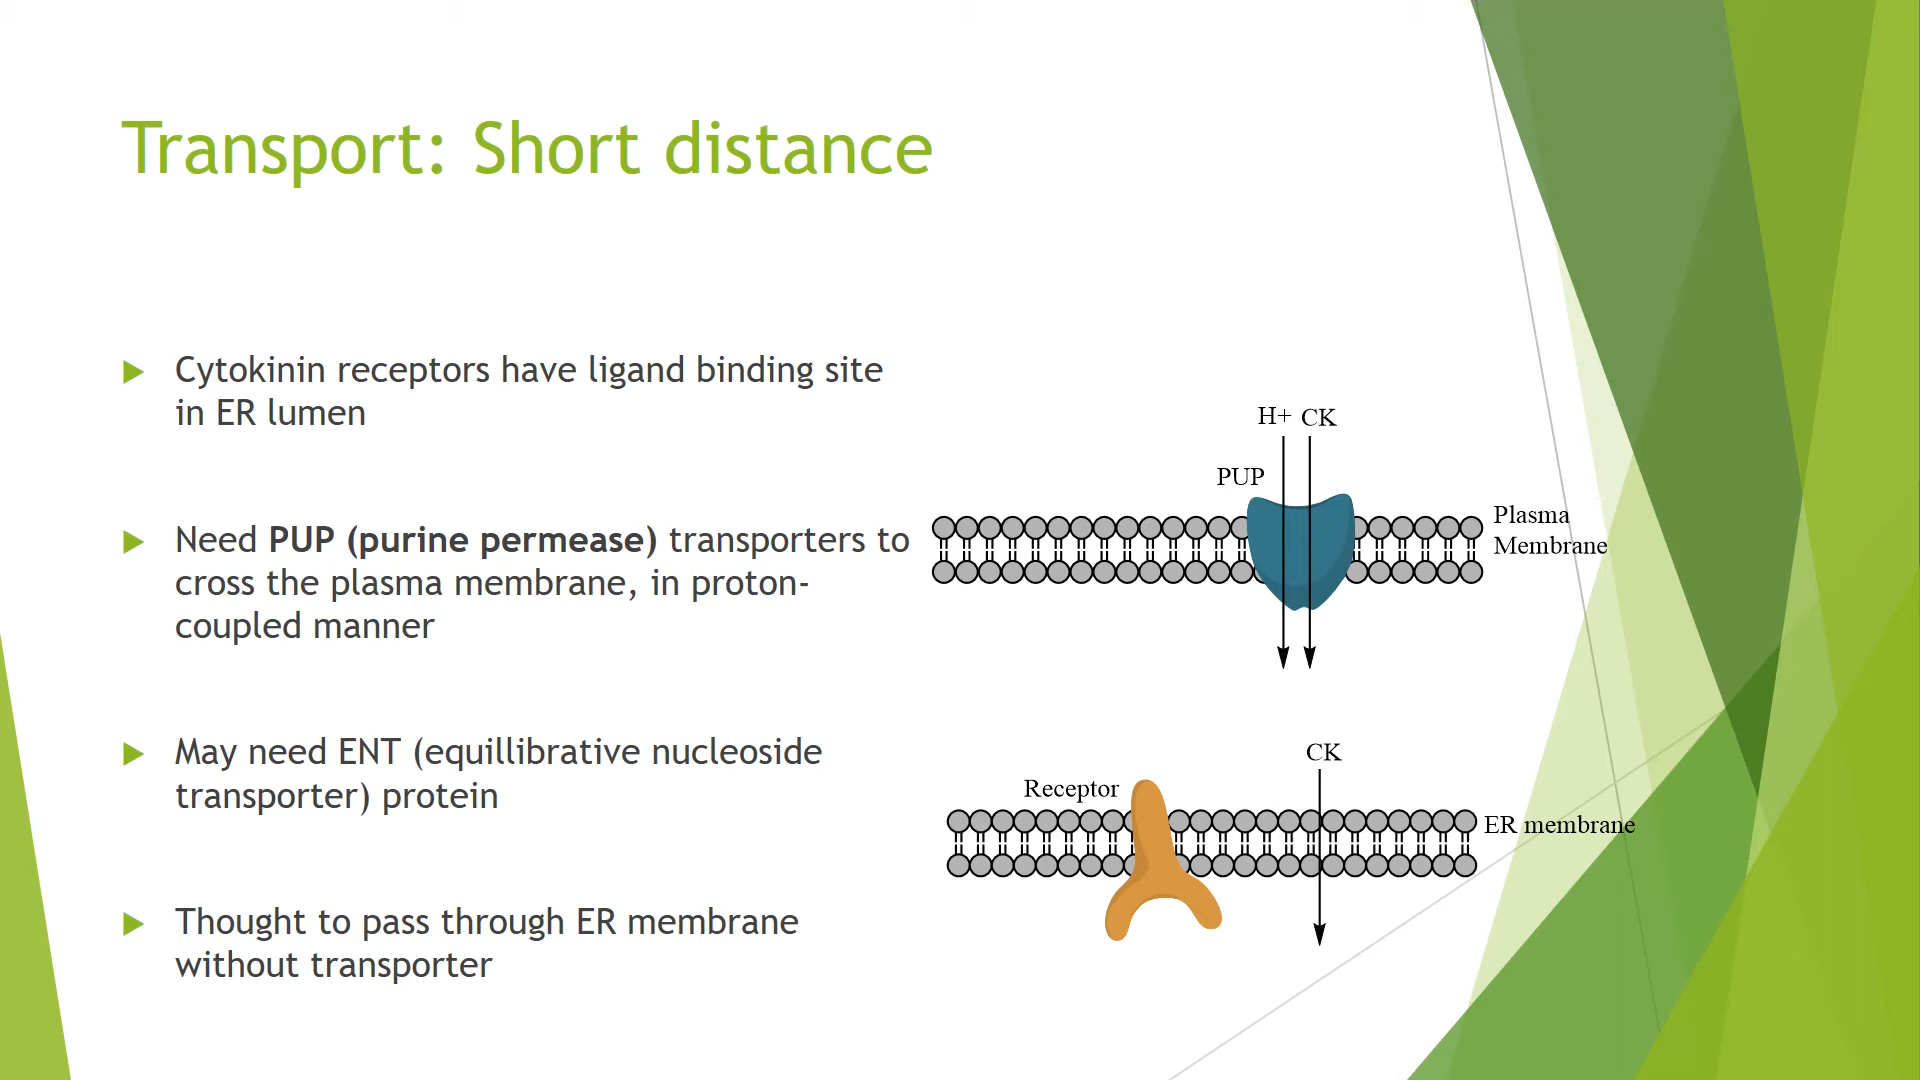 Transport: Short distance
Cytokinin receptors have ligand binding site
in ER lumen
Need PUP (purine permease) transporters to
cross the plasma membrane, in proton-
coupled manner
May need ENT (equillibrative nucleoside
transporter) protein
Thought to pass through ER membrane
without transporter
H+ CK
PUP
Plasma
Membrane
CK
Receptor
ER membrane